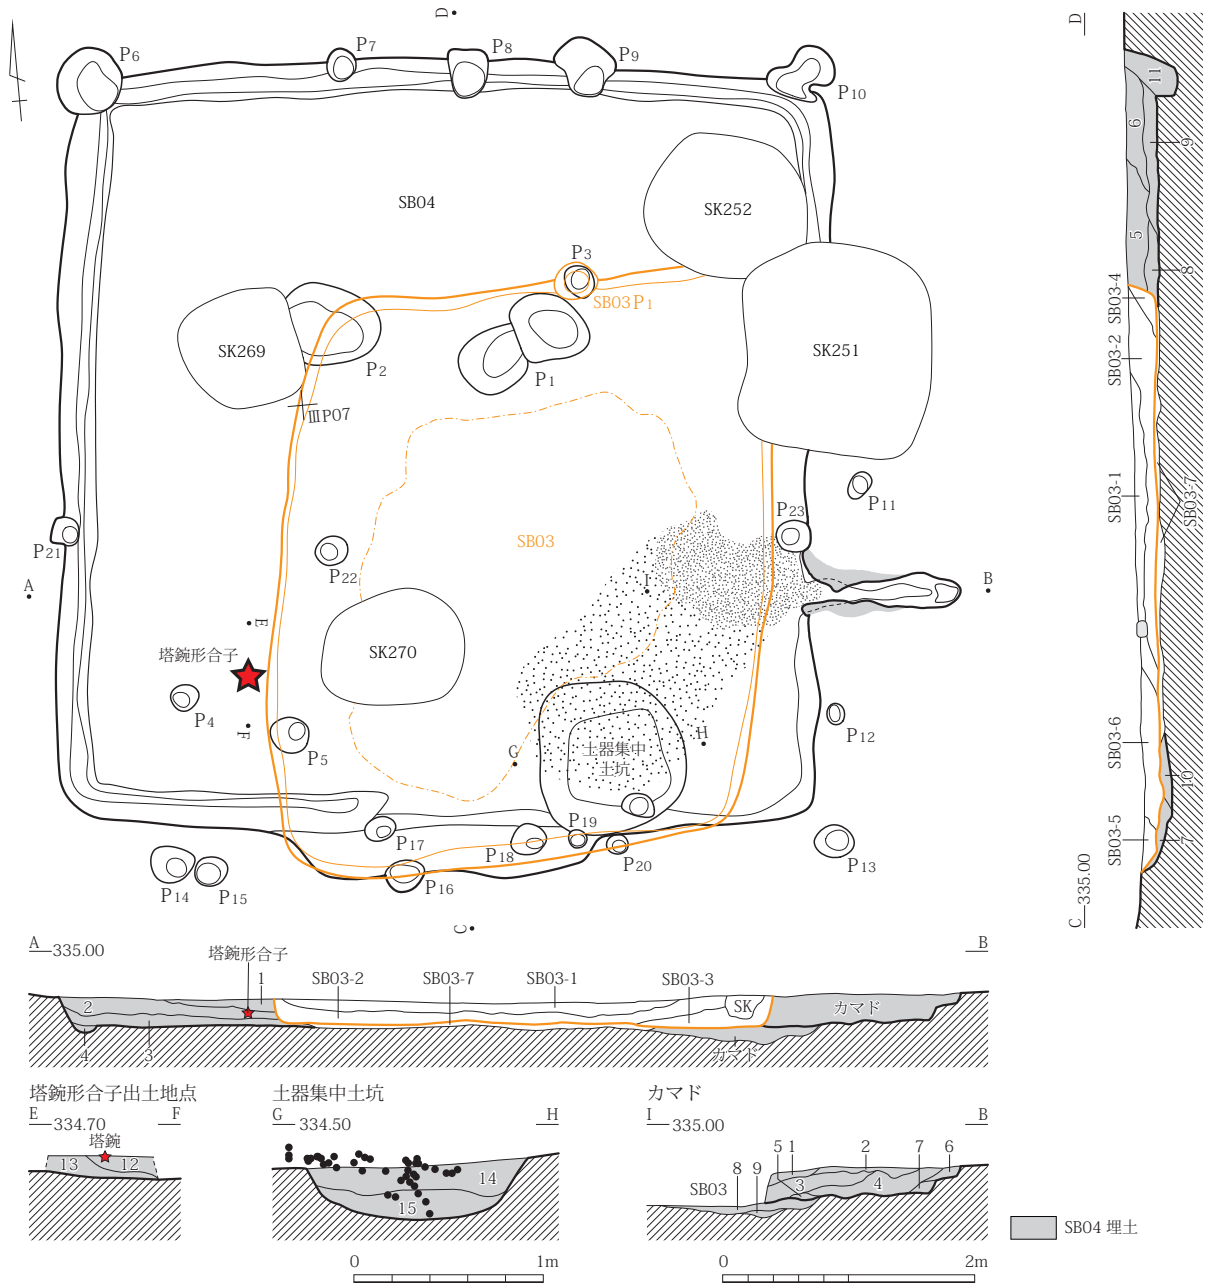 D
P6
P7
P8
P9
P10
SB04
SK252
P3
SB03P1
SK269
P2
P1
SK251
ⅢP07
P11
P23
P21
SB03
P22
A
I
B
E
塔鋺形合子
SK270
P4
F
P5
G
H
P12
土器集中
土坑
P17
P18
P19
P20
P13
P14
P15
P16
C
D
11
6
9
5
8
SB03-4
SB03-2
SB03-1
SB03-7
SB03-6
10
SB03-5
7
C
335.00
A
335.00
塔鋺形合子
B
1
SB03-2
SB03-7
SB03-1
SB03-3
2
SK
カマド
4
3
カマド
塔鋺形合子出土地点
E
334.70
F
塔鋺
13
12
土器集中土坑
G
334.50
H
14
15
カマド
I
335.00
B
5
1
2
7
6
8
9
SB03
3
4
SB04 埋土
0
1m
0
2m